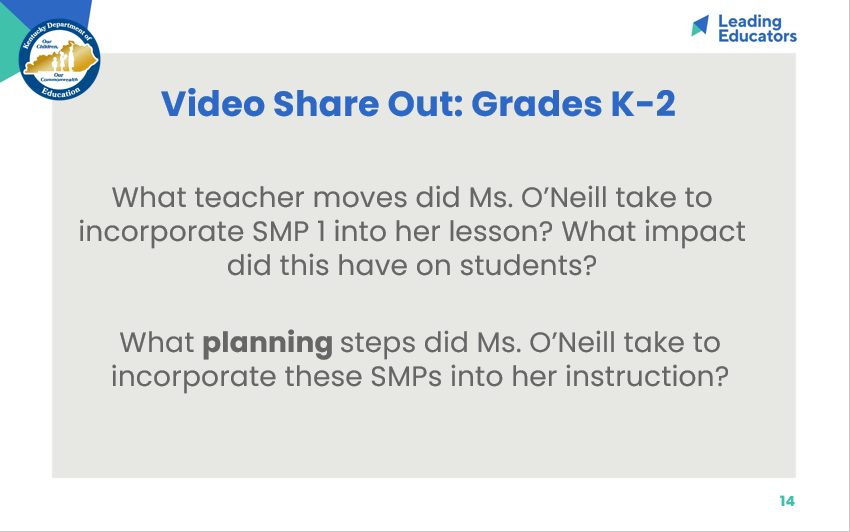 Kentucky Department of
Our
Children,
Our
Commonwealth
Education
Leading
Educators
Video Share Out: Grades K-2
What teacher moves did Ms. O’Neill take to
incorporate SMP 1 into her lesson? What impact
did this have on students?
What planning steps did Ms. O’Neill take to
incorporate these SMPs into her instruction?
14